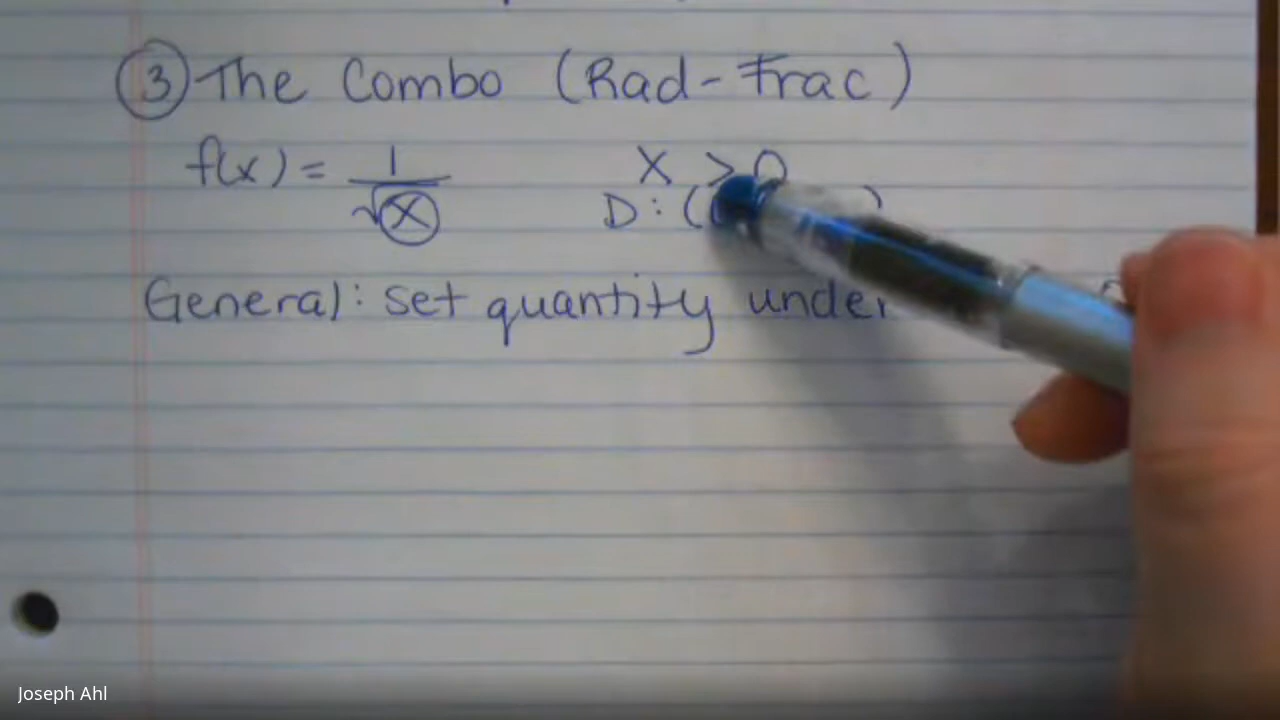 ③ The Combo (Rad-Frac)
f(x) = 1/√x    x > 0
D: (       )
General: set quantity under
Joseph Ahl